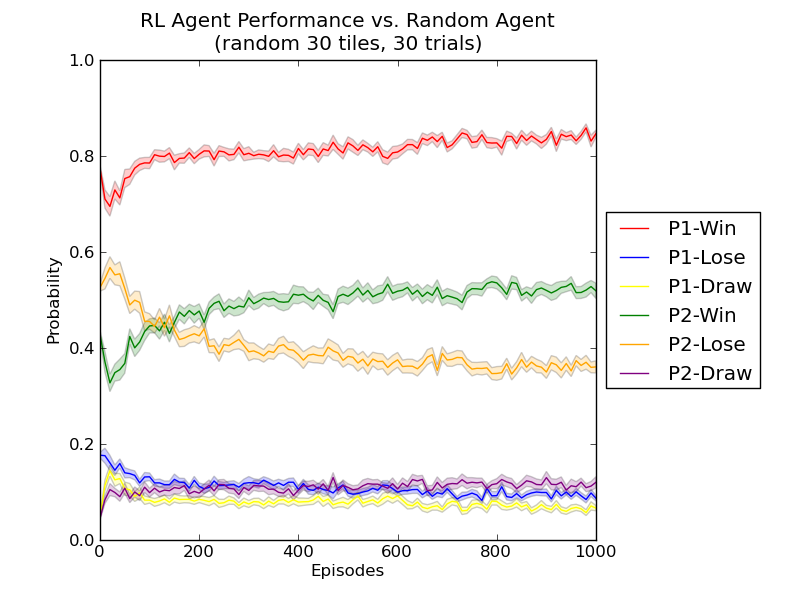 RL Agent Performance vs. Random Agent
(random 30 tiles, 30 trials)
1.0
0.8
0.6
0.4
0.2
0.0
Probability
0
200
400
600
800
1000
Episodes
P1-Win
P1-Lose
P1-Draw
P2-Win
P2-Lose
P2-Draw